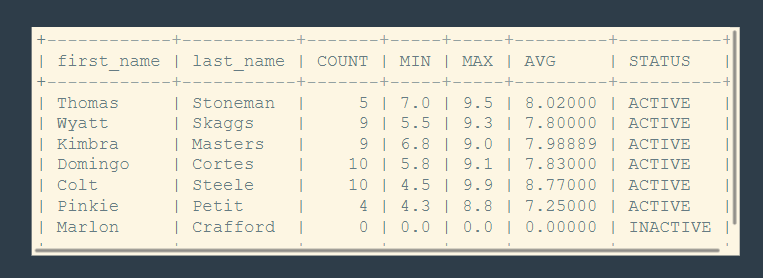 +------------+-----------+-------+-----+-----+---------+----------+
| first_name | last_name | COUNT | MIN | MAX | AVG     | STATUS   |
+------------+-----------+-------+-----+-----+---------+----------+
| Thomas     | Stoneman  |     5 | 7.0 | 9.5 | 8.02000 | ACTIVE   |
| Wyatt      | Skaggs    |     9 | 5.5 | 9.3 | 7.80000 | ACTIVE   |
| Kimbra     | Masters   |     9 | 6.8 | 9.0 | 7.98889 | ACTIVE   |
| Domingo    | Cortes    |    10 | 5.8 | 9.1 | 7.83000 | ACTIVE   |
| Colt       | Steele    |    10 | 4.5 | 9.9 | 8.77000 | ACTIVE   |
| Pinkie     | Petit     |     4 | 4.3 | 8.8 | 7.25000 | ACTIVE   |
| Marlon     | Crafford  |     0 | 0.0 | 0.0 | 0.00000 | INACTIVE |